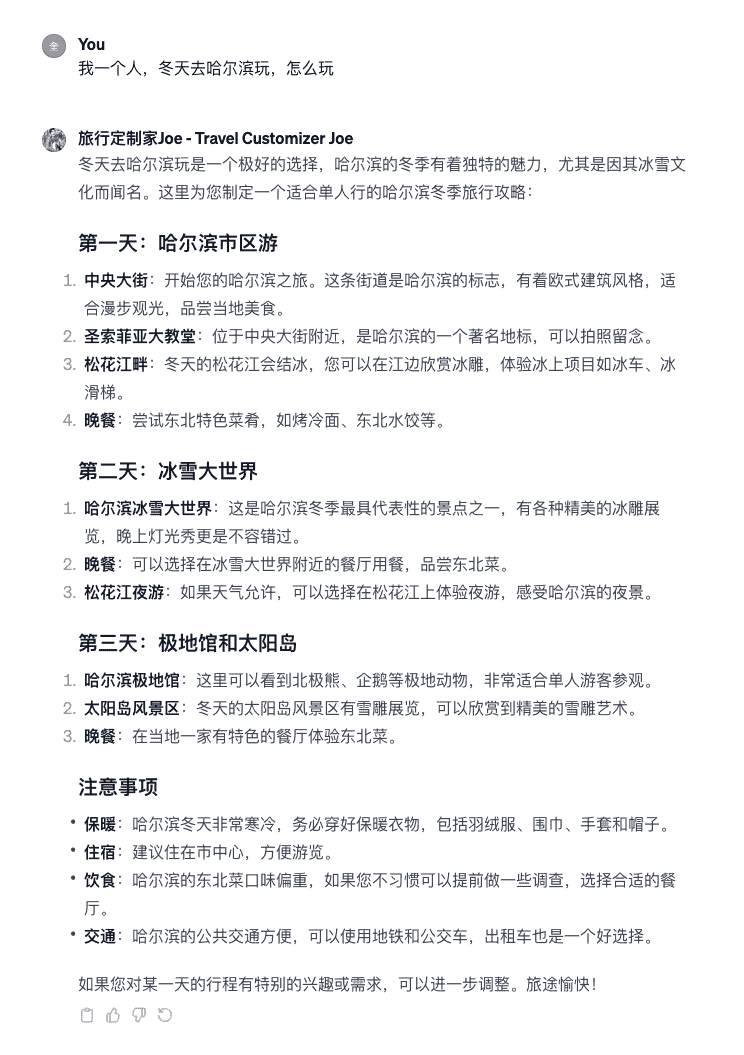 You
我一个人，冬天去哈尔滨玩，怎么玩
旅行定制家Joe - Travel Customizer Joe
冬天去哈尔滨玩是一个极好的选择，哈尔滨的冬季有着独特的魅力，尤其是因其冰雪文
化而闻名。这里为您制定一个适合单人行的哈尔滨冬季旅行攻略：
第一天：哈尔滨市区游
1. 中央大街：开始您的哈尔滨之旅。这条街道是哈尔滨的标志，有着欧式建筑风格，适
合漫步观光，品尝当地美食。
2. 圣索菲亚大教堂：位于中央大街附近，是哈尔滨的一个著名地标，可以拍照留念。
3. 松花江畔：冬天的松花江会结冰，您可以在江边欣赏冰雕，体验冰上项目如冰车、冰
滑梯。
4. 晚餐：尝试东北特色菜肴，如烤冷面、东北水饺等。
第二天：冰雪大世界
1. 哈尔滨冰雪大世界：这是哈尔滨冬季最具代表性的景点之一，有各种精美的冰雕展
览，晚上灯光秀更是不容错过。
2. 晚餐：可以选择在冰雪大世界附近的餐厅用餐，品尝东北菜。
3. 松花江夜游：如果天气允许，可以选择在松花江上体验夜游，感受哈尔滨的夜景。
第三天：极地馆和太阳岛
1. 哈尔滨极地馆：这里可以看到北极熊、企鹅等极地动物，非常适合单人游客参观。
2. 太阳岛风景区：冬天的太阳岛风景区有雪雕展览，可以欣赏到精美的雪雕艺术。
3. 晚餐：在当地一家有特色的餐厅体验东北菜。
注意事项
• 保暖：哈尔滨冬天非常寒冷，务必穿好保暖衣物，包括羽绒服、围巾、手套和帽子。
• 住宿：建议住在市中心，方便游览。
• 饮食：哈尔滨的东北菜口味偏重，如果您不习惯可以提前做一些调查，选择合适的餐
厅。
• 交通：哈尔滨的公共交通方便，可以使用地铁和公交车，出租车也是一个好选择。
如果您对某一天的行程有特别的兴趣或需求，可以进一步调整。旅途愉快！